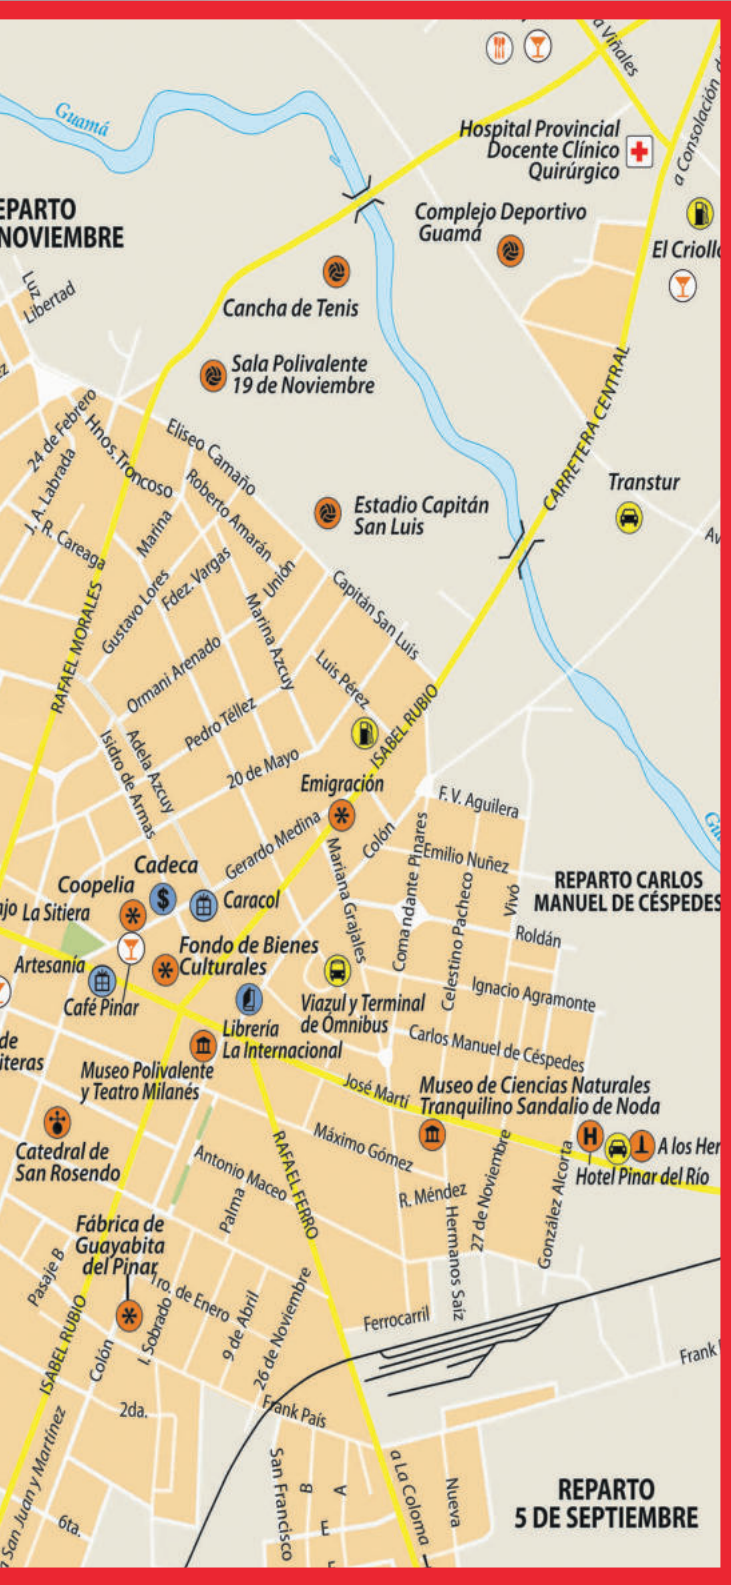 a Viñales
a Consolación
Guamá
Hospital Provincial
Docente Clínico
Quirúrgico
EPARTO
NOVIEMBRE
Complejo Deportivo
Guamá
El Criollo
Luz
Libertad
Cancha de Tenis
Sala Polivalente
19 de Noviembre
CARRETERA CENTRAL
24 de Febrero
Hnos. Troncoso
Eliseo Camaño
J. A. Labrada
Roberto Amarán
Transtur
Estadio Capitán
San Luis
R. Careaga
Marina
Av
Gustavo Lores
Fdez. Vargas
Unión
Capitán San Luis
RAFAEL MORALES
Marina Azcuy
Ormani Arenado
Luis Pérez
Pedro Téllez
ISABEL RUBIO
Isidro de Armas
Adela Azcuy
20 de Mayo
Emigración
F. V. Aguilera
Gerardo Medina
Colón
Comandante Pinares
Emilio Nuñez
Mariana Grajales
Celestino Pacheco
Vivó
REPARTO CARLOS
MANUEL DE CÉSPEDES
Cadeca
$
Coopelia
Caracol
ajo La Sitiera
Roldán
Fondo de Bienes
Culturales
Artesanía
Café Pinar
Ignacio Agramonte
Viazul y Terminal
de Ómnibus
Librería
La Internacional
Carlos Manuel de Céspedes
de
iteras
Museo Polivalente
y Teatro Milanés
José Martí
Museo de Ciencias Naturales
Tranquilino Sandalio de Noda
Catedral de
San Rosendo
Máximo Gómez
H
A los Her
Hotel Pinar del Río
Antonio Maceo
RAFAEL FERRO
R. Méndez
27 de Noviembre
González Alcorta
Palma
Hermanos Saíz
Fábrica de
Guayabita
del Pinar
Pasaje B
1ro. de Enero
I. Sobrado
9 de Abril
26 de Noviembre
Ferrocarril
ISABEL RUBIO
Colón
Frank
2da.
Frank País
San Juan y Martínez
San Francisco
B
A
E
a La Coloma
Nueva
6ta.
REPARTO
5 DE SEPTIEMBRE